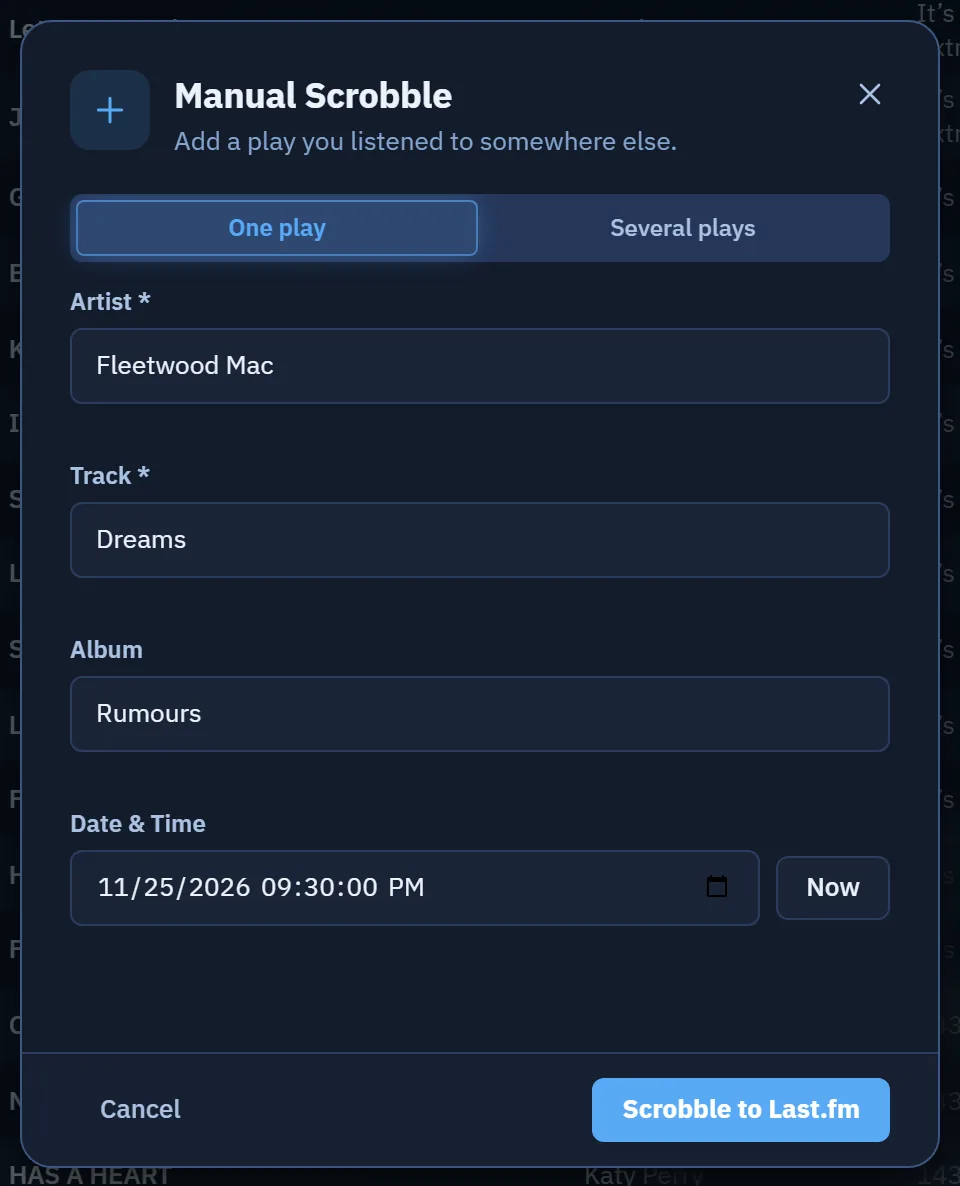 Manual Scrobble
Add a play you listened to somewhere else.
One play
Several plays
Artist *
Fleetwood Mac
Track *
Dreams
Album
Rumours
Date & Time
11/25/2026 09:30:00 PM
Now
Cancel
Scrobble to Last.fm
HAS A HEART
Katy Perry
143